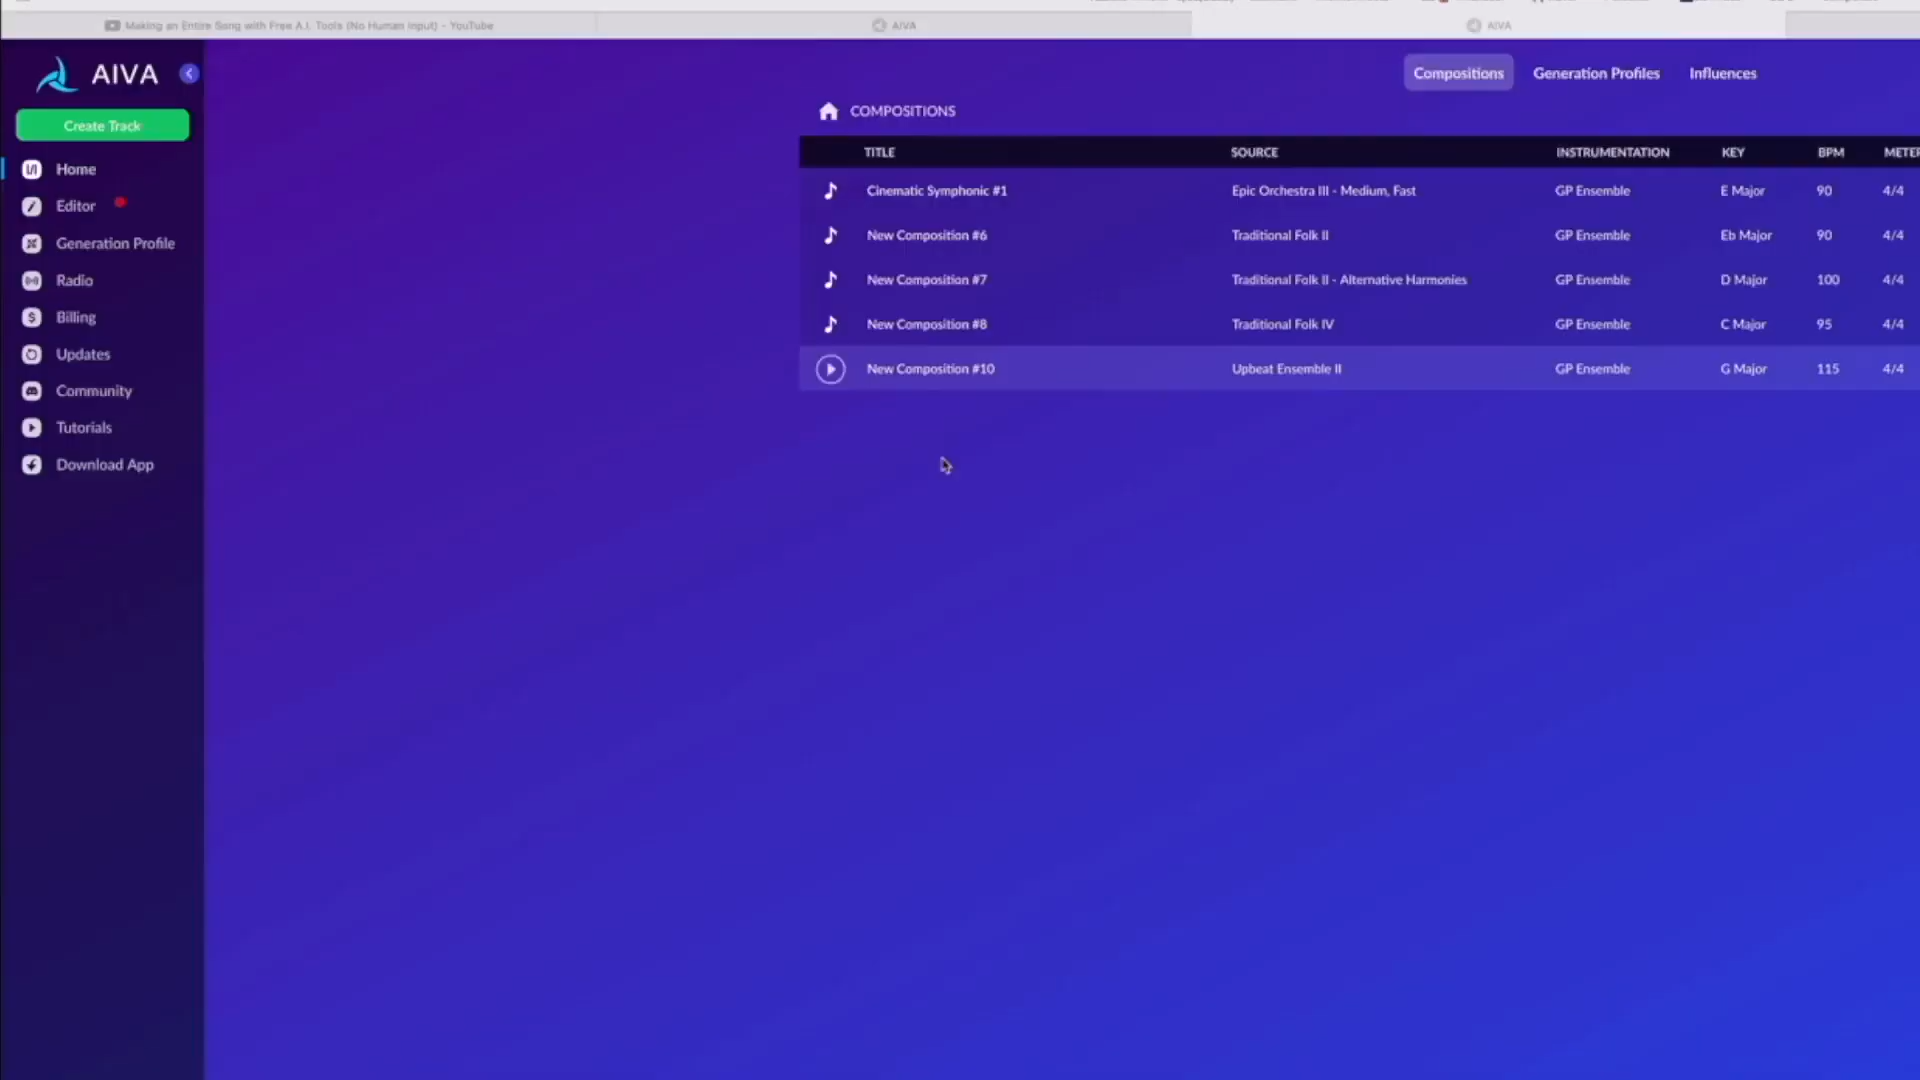 Making an Entire Song with Free A.I. Tools (No Human Input) - YouTube
AIVA
AIVA
AIVA
Create Track
Home
Editor
Generation Profile
Radio
Billing
Updates
Community
Tutorials
Download App
Compositions Generation Profiles Influences
COMPOSITIONS
TITLE SOURCE INSTRUMENTATION KEY BPM METER
Cinematic Symphonic #1 Epic Orchestra III - Medium, Fast GP Ensemble E Major 90 4/4
New Composition #6 Traditional Folk II GP Ensemble Eb Major 90 4/4
New Composition #7 Traditional Folk II - Alternative Harmonies GP Ensemble D Major 100 4/4
New Composition #8 Traditional Folk IV GP Ensemble C Major 95 4/4
New Composition #10 Upbeat Ensemble II GP Ensemble G Major 115 4/4